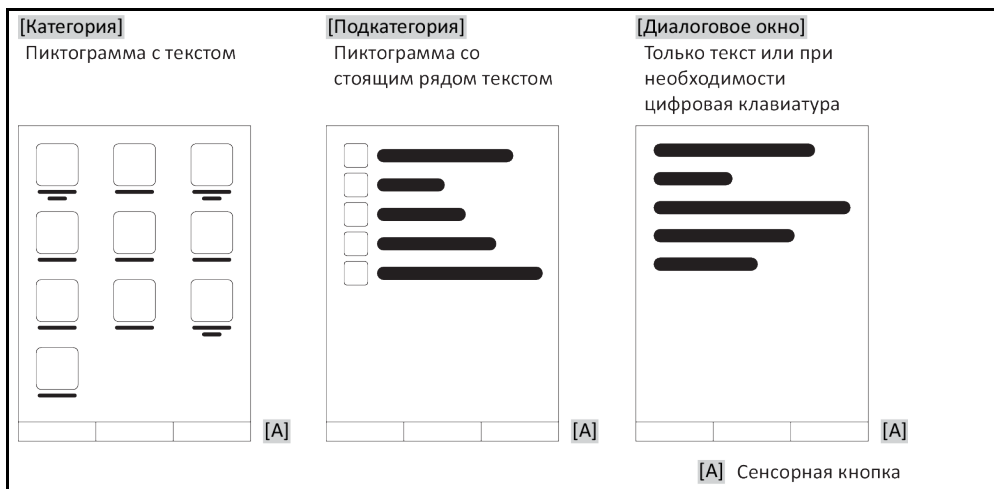 [Категория]
Пиктограмма с текстом
[Подкатегория]
Пиктограмма со
стоящим рядом текстом
[Диалоговое окно]
Только текст или при
необходимости
цифровая клавиатура
[A]
[A]
[A]
[A] Сенсорная кнопка